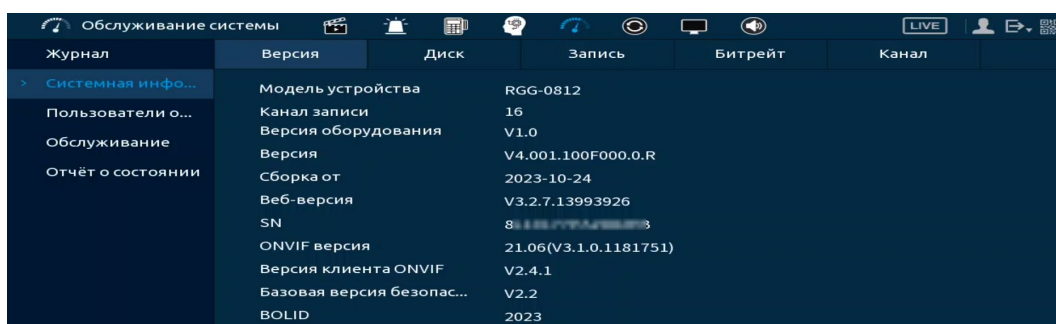 Обслуживание системы LIVE
Журнал Версия Диск Запись Битрейт Канал
> Системная инфо...
Пользователи о...
Обслуживание
Отчёт о состоянии
Модель устройства RGG-0812
Канал записи 16
Версия оборудования V1.0
Версия V4.001.100F000.0.R
Сборка от 2023-10-24
Веб-версия V3.2.7.13993926
SN
ONVIF версия 21.06(V3.1.0.1181751)
Версия клиента ONVIF V2.4.1
Базовая версия безопас... V2.2
BOLID 2023